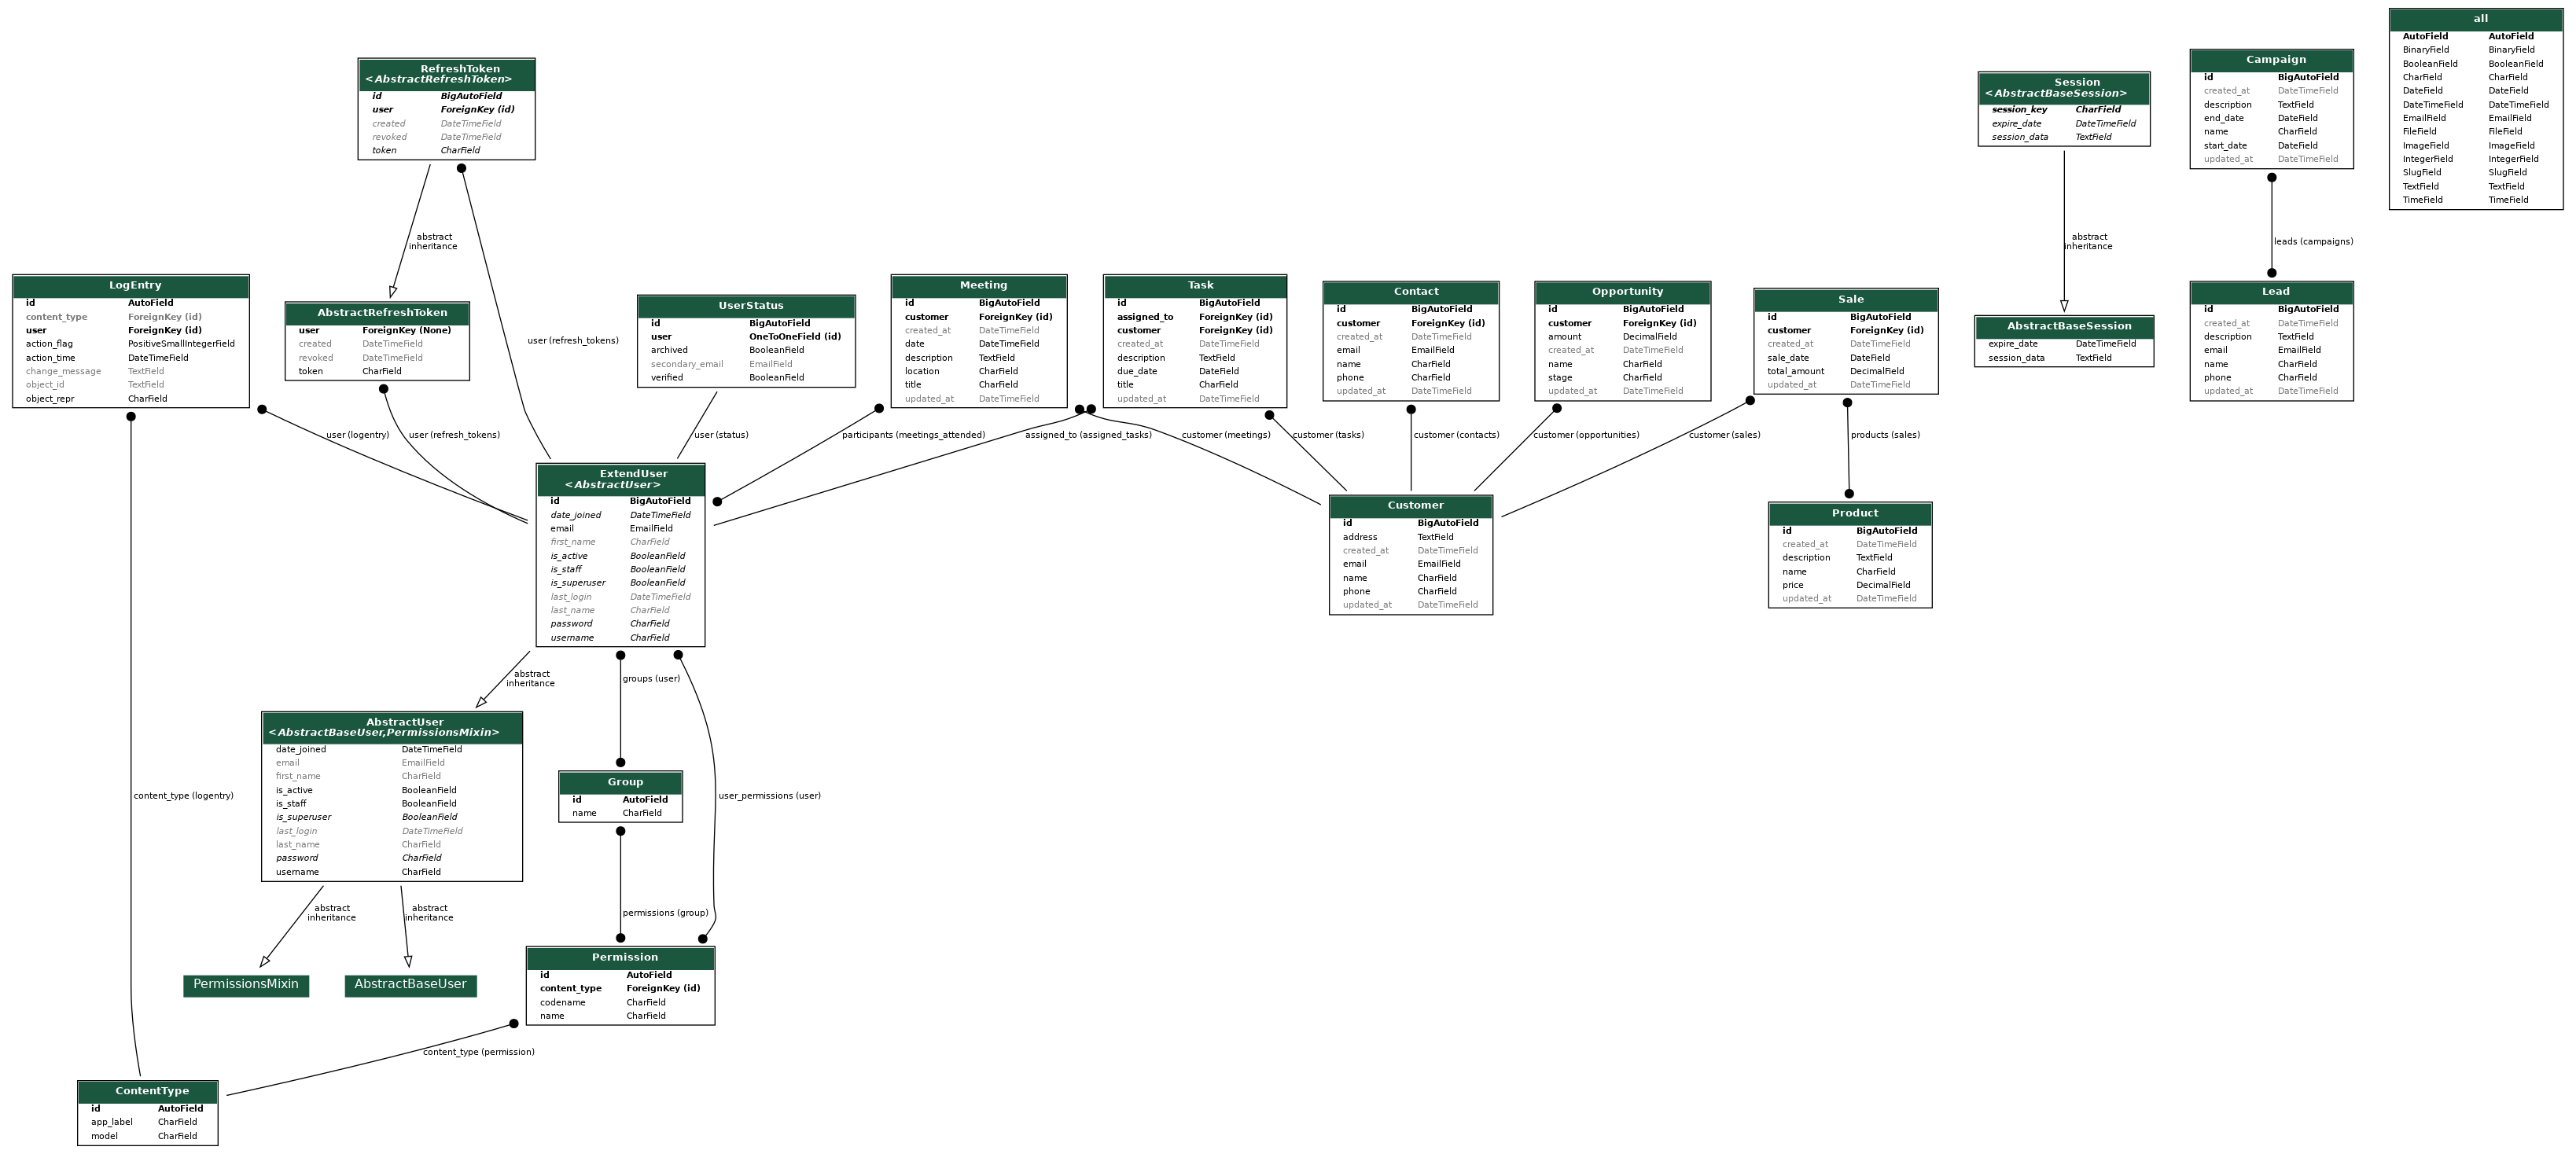 all
AutoField AutoField
BinaryField BinaryField
BooleanField BooleanField
CharField CharField
DateField DateField
DateTimeField DateTimeField
EmailField EmailField
FileField FileField
ImageField ImageField
IntegerField IntegerField
SlugField SlugField
TextField TextField
TimeField TimeField
Campaign
id BigAutoField
created_at DateTimeField
description TextField
end_date DateField
name CharField
start_date DateField
updated_at DateTimeField
RefreshToken
<AbstractRefreshToken>
id BigAutoField
user ForeignKey (id)
created DateTimeField
revoked DateTimeField
token CharField
Session
<AbstractBaseSession>
session_key CharField
expire_date DateTimeField
session_data TextField
abstract
inheritance
abstract
inheritance
leads (campaigns)
LogEntry
id AutoField
content_type ForeignKey (id)
user ForeignKey (id)
action_flag PositiveSmallIntegerField
action_time DateTimeField
change_message TextField
object_id TextField
object_repr CharField
AbstractRefreshToken
user ForeignKey (None)
created DateTimeField
revoked DateTimeField
token CharField
user (refresh_tokens)
UserStatus
id BigAutoField
user OneToOneField (id)
archived BooleanField
secondary_email EmailField
verified BooleanField
Meeting
id BigAutoField
customer ForeignKey (id)
created_at DateTimeField
date DateTimeField
description TextField
location CharField
title CharField
updated_at DateTimeField
Task
id BigAutoField
assigned_to ForeignKey (id)
customer ForeignKey (id)
created_at DateTimeField
description TextField
due_date DateField
title CharField
updated_at DateTimeField
Contact
id BigAutoField
customer ForeignKey (id)
created_at DateTimeField
email EmailField
name CharField
phone CharField
updated_at DateTimeField
Opportunity
id BigAutoField
customer ForeignKey (id)
amount DecimalField
created_at DateTimeField
name CharField
stage CharField
updated_at DateTimeField
Sale
id BigAutoField
customer ForeignKey (id)
created_at DateTimeField
sale_date DateField
total_amount DecimalField
updated_at DateTimeField
AbstractBaseSession
expire_date DateTimeField
session_data TextField
Lead
id BigAutoField
created_at DateTimeField
description TextField
email EmailField
name CharField
phone CharField
updated_at DateTimeField
user (logentry)
user (refresh_tokens)
user (status)
participants (meetings_attended)
assigned_to (assigned_tasks)
customer (meetings)
customer (tasks)
customer (contacts)
customer (opportunities)
customer (sales)
products (sales)
ExtendUser
<AbstractUser>
id BigAutoField
date_joined DateTimeField
email EmailField
first_name CharField
is_active BooleanField
is_staff BooleanField
is_superuser BooleanField
last_login DateTimeField
last_name CharField
password CharField
username CharField
Customer
id BigAutoField
address TextField
created_at DateTimeField
email EmailField
name CharField
phone CharField
updated_at DateTimeField
Product
id BigAutoField
created_at DateTimeField
description TextField
name CharField
price DecimalField
updated_at DateTimeField
abstract
inheritance
groups (user)
AbstractUser
<AbstractBaseUser,PermissionsMixin>
date_joined DateTimeField
email EmailField
first_name CharField
is_active BooleanField
is_staff BooleanField
is_superuser BooleanField
last_login DateTimeField
last_name CharField
password CharField
username CharField
Group
id AutoField
name CharField
content_type (logentry)
user_permissions (user)
abstract
inheritance
abstract
inheritance
permissions (group)
PermissionsMixin
AbstractBaseUser
Permission
id AutoField
content_type ForeignKey (id)
codename CharField
name CharField
content_type (permission)
ContentType
id AutoField
app_label CharField
model CharField